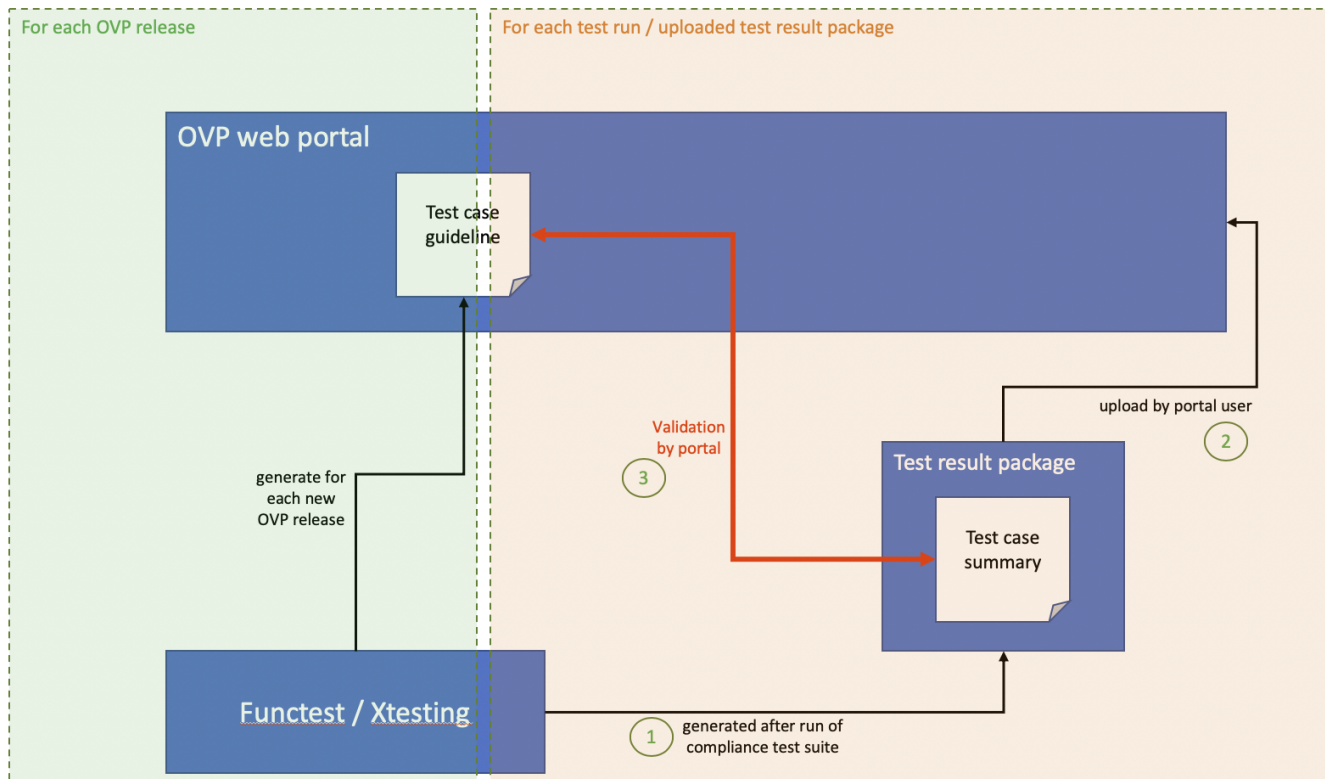 For each OVP release
For each test run / uploaded test result package
OVP web portal
Test case
guideline
upload by portal user
2
Validation
by portal
3
Test result package
generate for
each new
OVP release
Test case
summary
Functest / Xtesting
1
generated after run of
compliance test suite